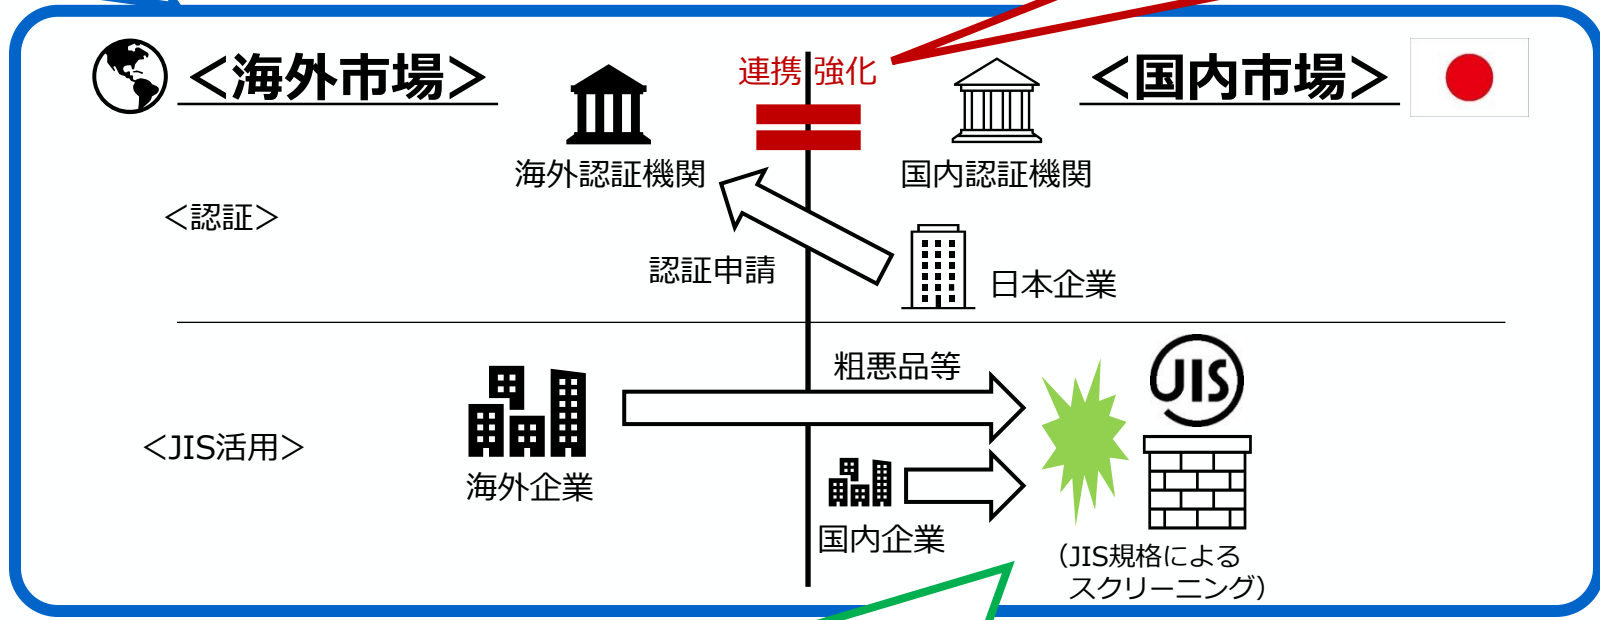 ＜海外市場＞
連携強化
＜国内市場＞
海外認証機関
国内認証機関
＜認証＞
認証申請
日本企業
粗悪品等
JIS
＜JIS活用＞
海外企業
国内企業
（JIS規格による
スクリーニング）